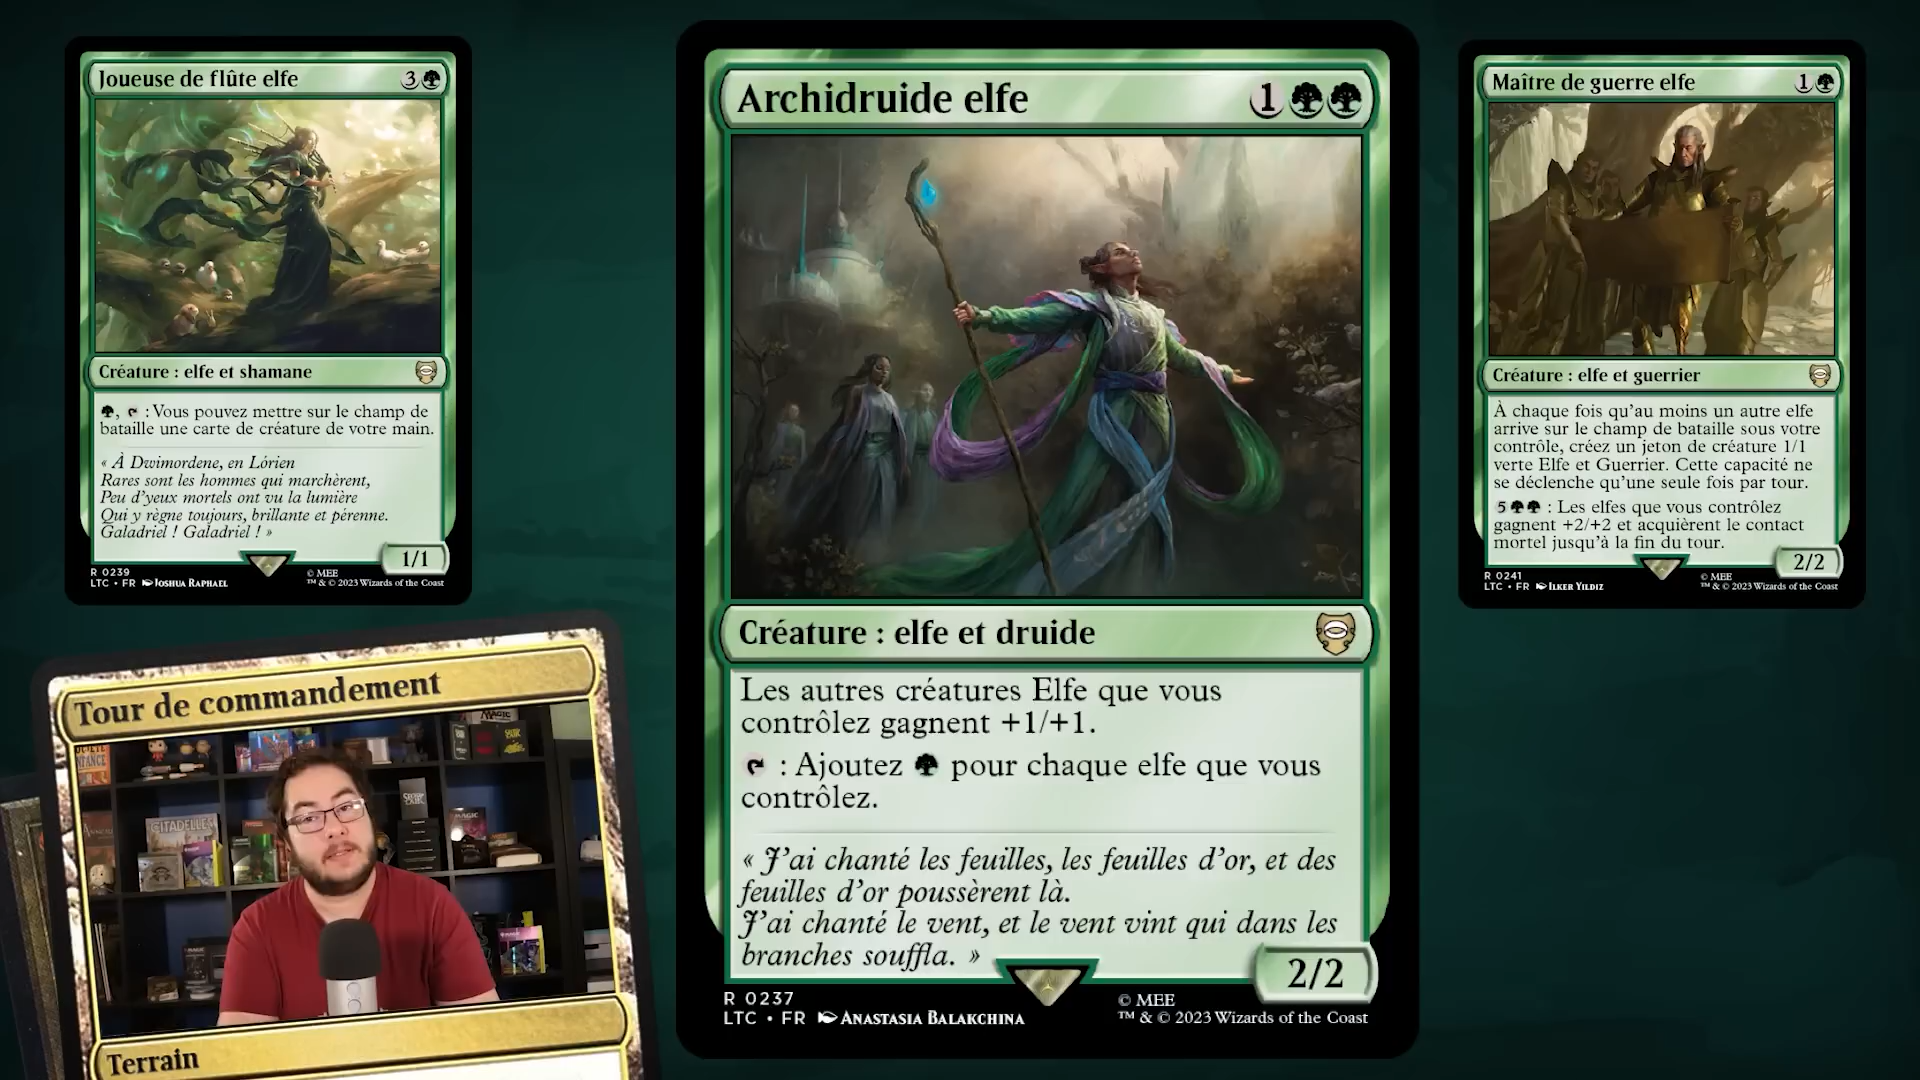 Joueuse de flûte elfe
3
Créature : elfe et shamane
, : Vous pouvez mettre sur le champ de
bataille une carte de créature de votre main.
« À Dwimordene, en Lórien
Rares sont les hommes qui marchèrent,
Peu d'yeux mortels ont vu la lumière
Qui y règne toujours, brillante et pérenne.
Galadriel ! Galadriel ! »
1/1
R 0239
LTC • FR JOSHUA RAPHAEL
© MEE
™ & © 2023 Wizards of the Coast
Archidruide elfe
1
Créature : elfe et druide
Les autres créatures Elfe que vous
contrôlez gagnent +1/+1.
: Ajoutez pour chaque elfe que vous
contrôlez.
« J'ai chanté les feuilles, les feuilles d'or, et des
feuilles d'or poussèrent là.
J'ai chanté le vent, et le vent vint qui dans les
branches souffla. »
2/2
R 0237
LTC • FR ANASTASIA BALAKCHINA
© MEE
™ & © 2023 Wizards of the Coast
Maître de guerre elfe
1
Créature : elfe et guerrier
À chaque fois qu'au moins un autre elfe
arrive sur le champ de bataille sous votre
contrôle, créez un jeton de créature 1/1
verte Elfe et Guerrier. Cette capacité ne
se déclenche qu'une seule fois par tour.
5 : Les elfes que vous contrôlez
gagnent +2/+2 et acquièrent le contact
mortel jusqu'à la fin du tour.
2/2
R 0241
LTC • FR ILKER YILDIZ
© MEE
™ & © 2023 Wizards of the Coast
Tour de commandement
MAGIC
CITADELLES
MAGIC
Terrain